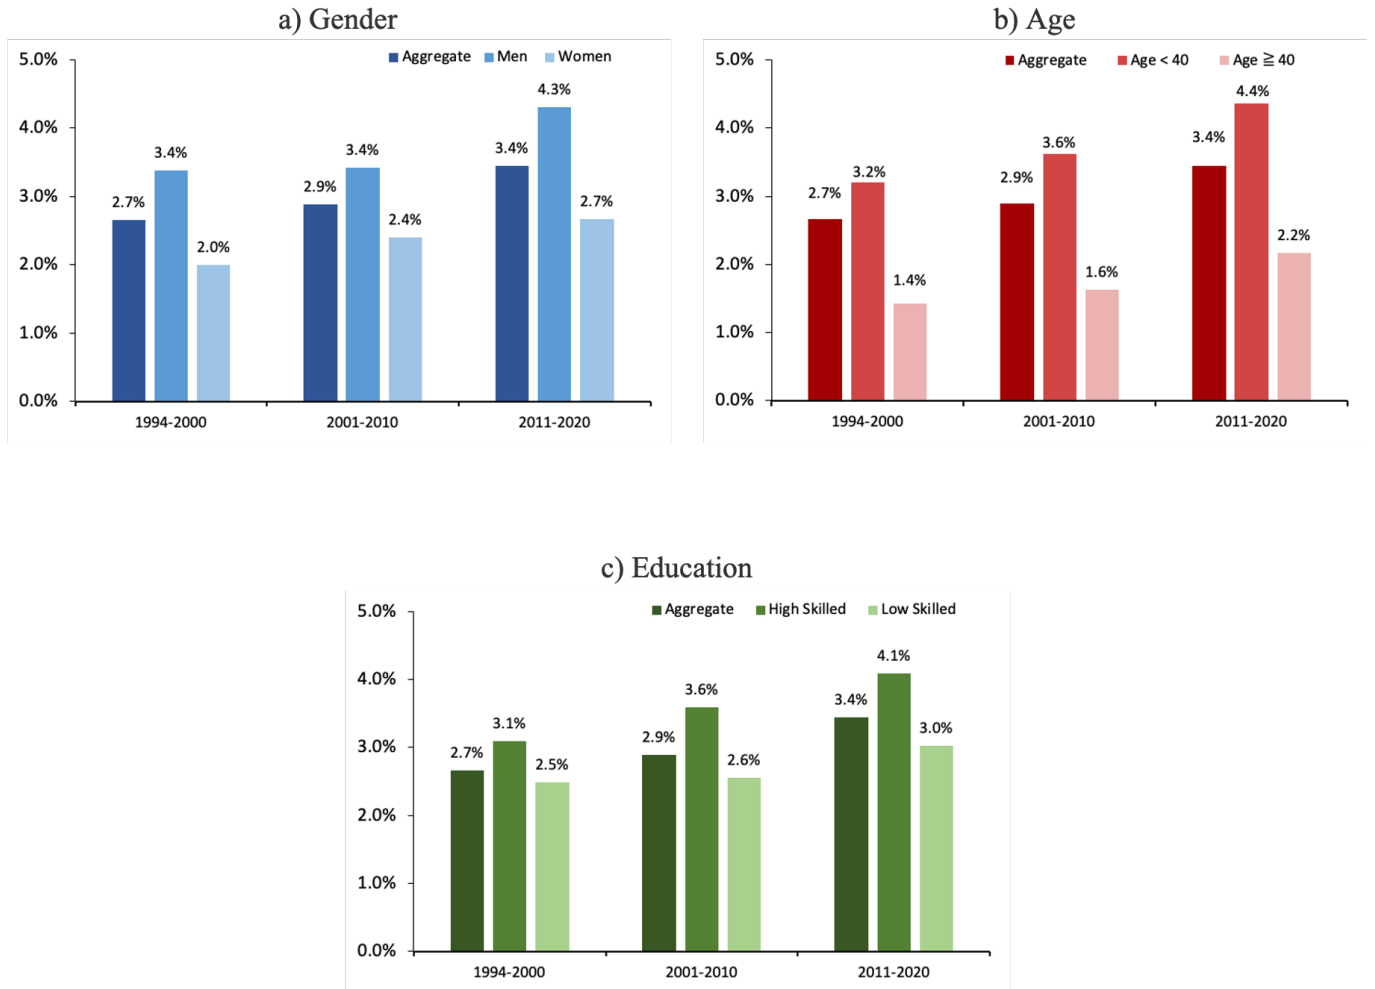 a) Gender
Aggregate Men Women
5.0%
4.0%
3.0%
2.0%
1.0%
0.0%
2.7% 3.4% 2.0%
2.9% 3.4% 2.4%
3.4% 4.3% 2.7%
1994-2000 2001-2010 2011-2020
b) Age
Aggregate Age < 40 Age ≧ 40
5.0%
4.0%
3.0%
2.0%
1.0%
0.0%
2.7% 3.2% 1.4%
2.9% 3.6% 1.6%
3.4% 4.4% 2.2%
1994-2000 2001-2010 2011-2020
c) Education
Aggregate High Skilled Low Skilled
5.0%
4.0%
3.0%
2.0%
1.0%
0.0%
2.7% 3.1% 2.5%
2.9% 3.6% 2.6%
3.4% 4.1% 3.0%
1994-2000 2001-2010 2011-2020